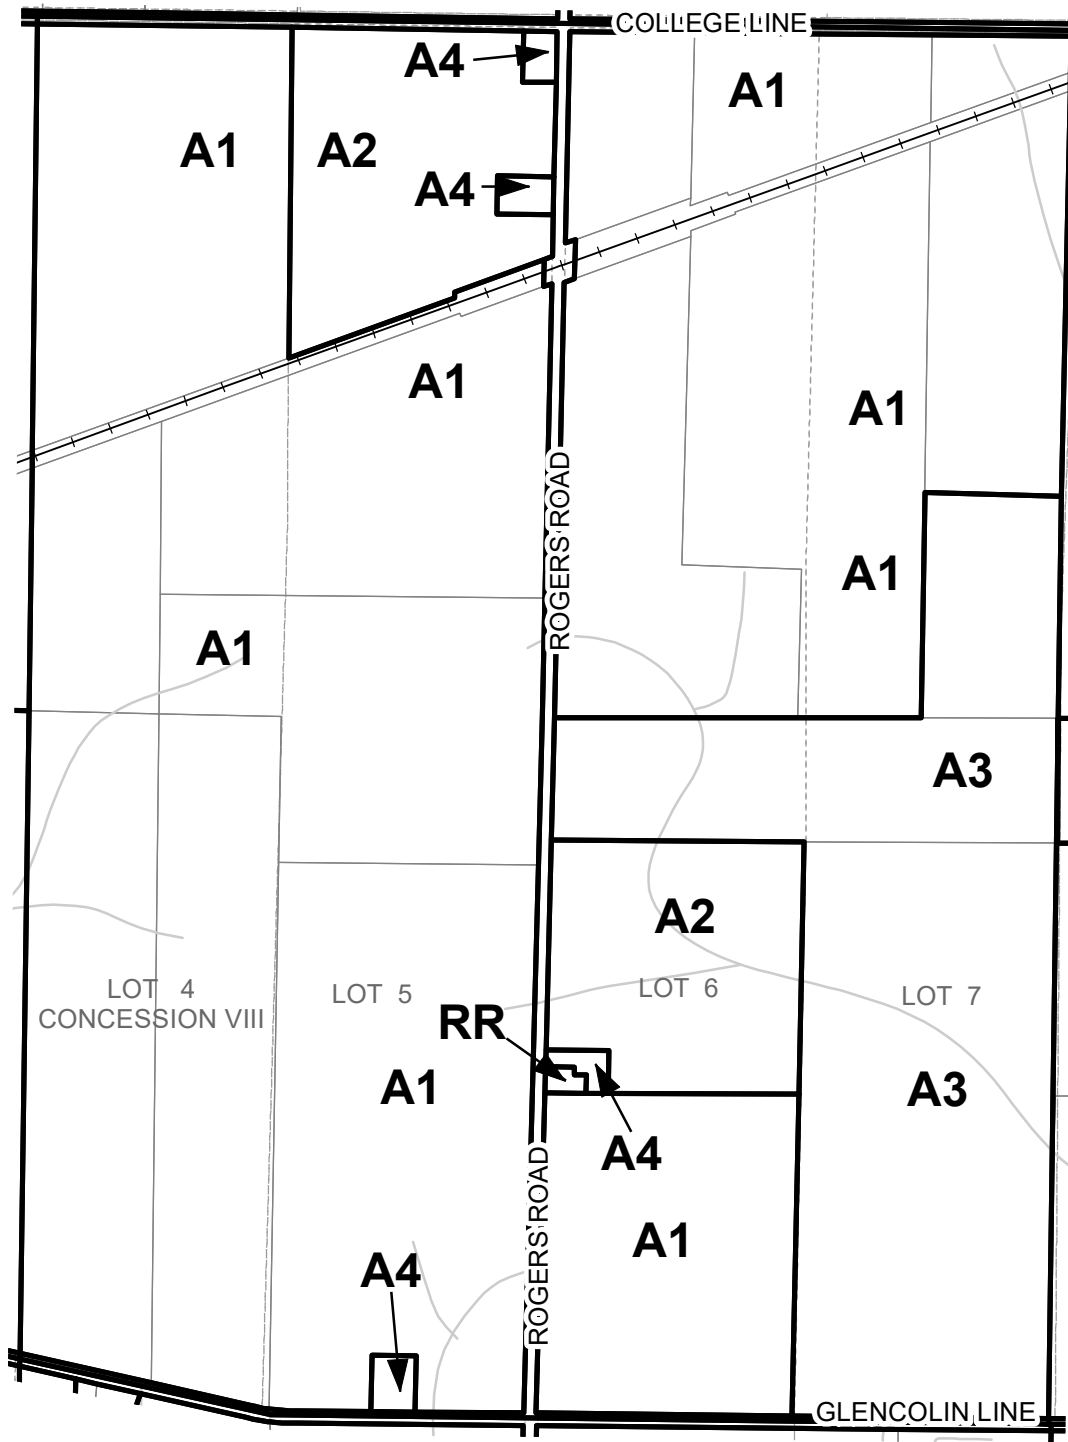 COLLEGE LINE
A4
A1
A1
A2
A4
A1
A1
ROGERS ROAD
A1
A1
A3
A2
LOT 4
CONCESSION VIII
LOT 5
LOT 6
LOT 7
RR
A1
A3
A4
ROGERS ROAD
A1
A4
GLENCOLIN LINE